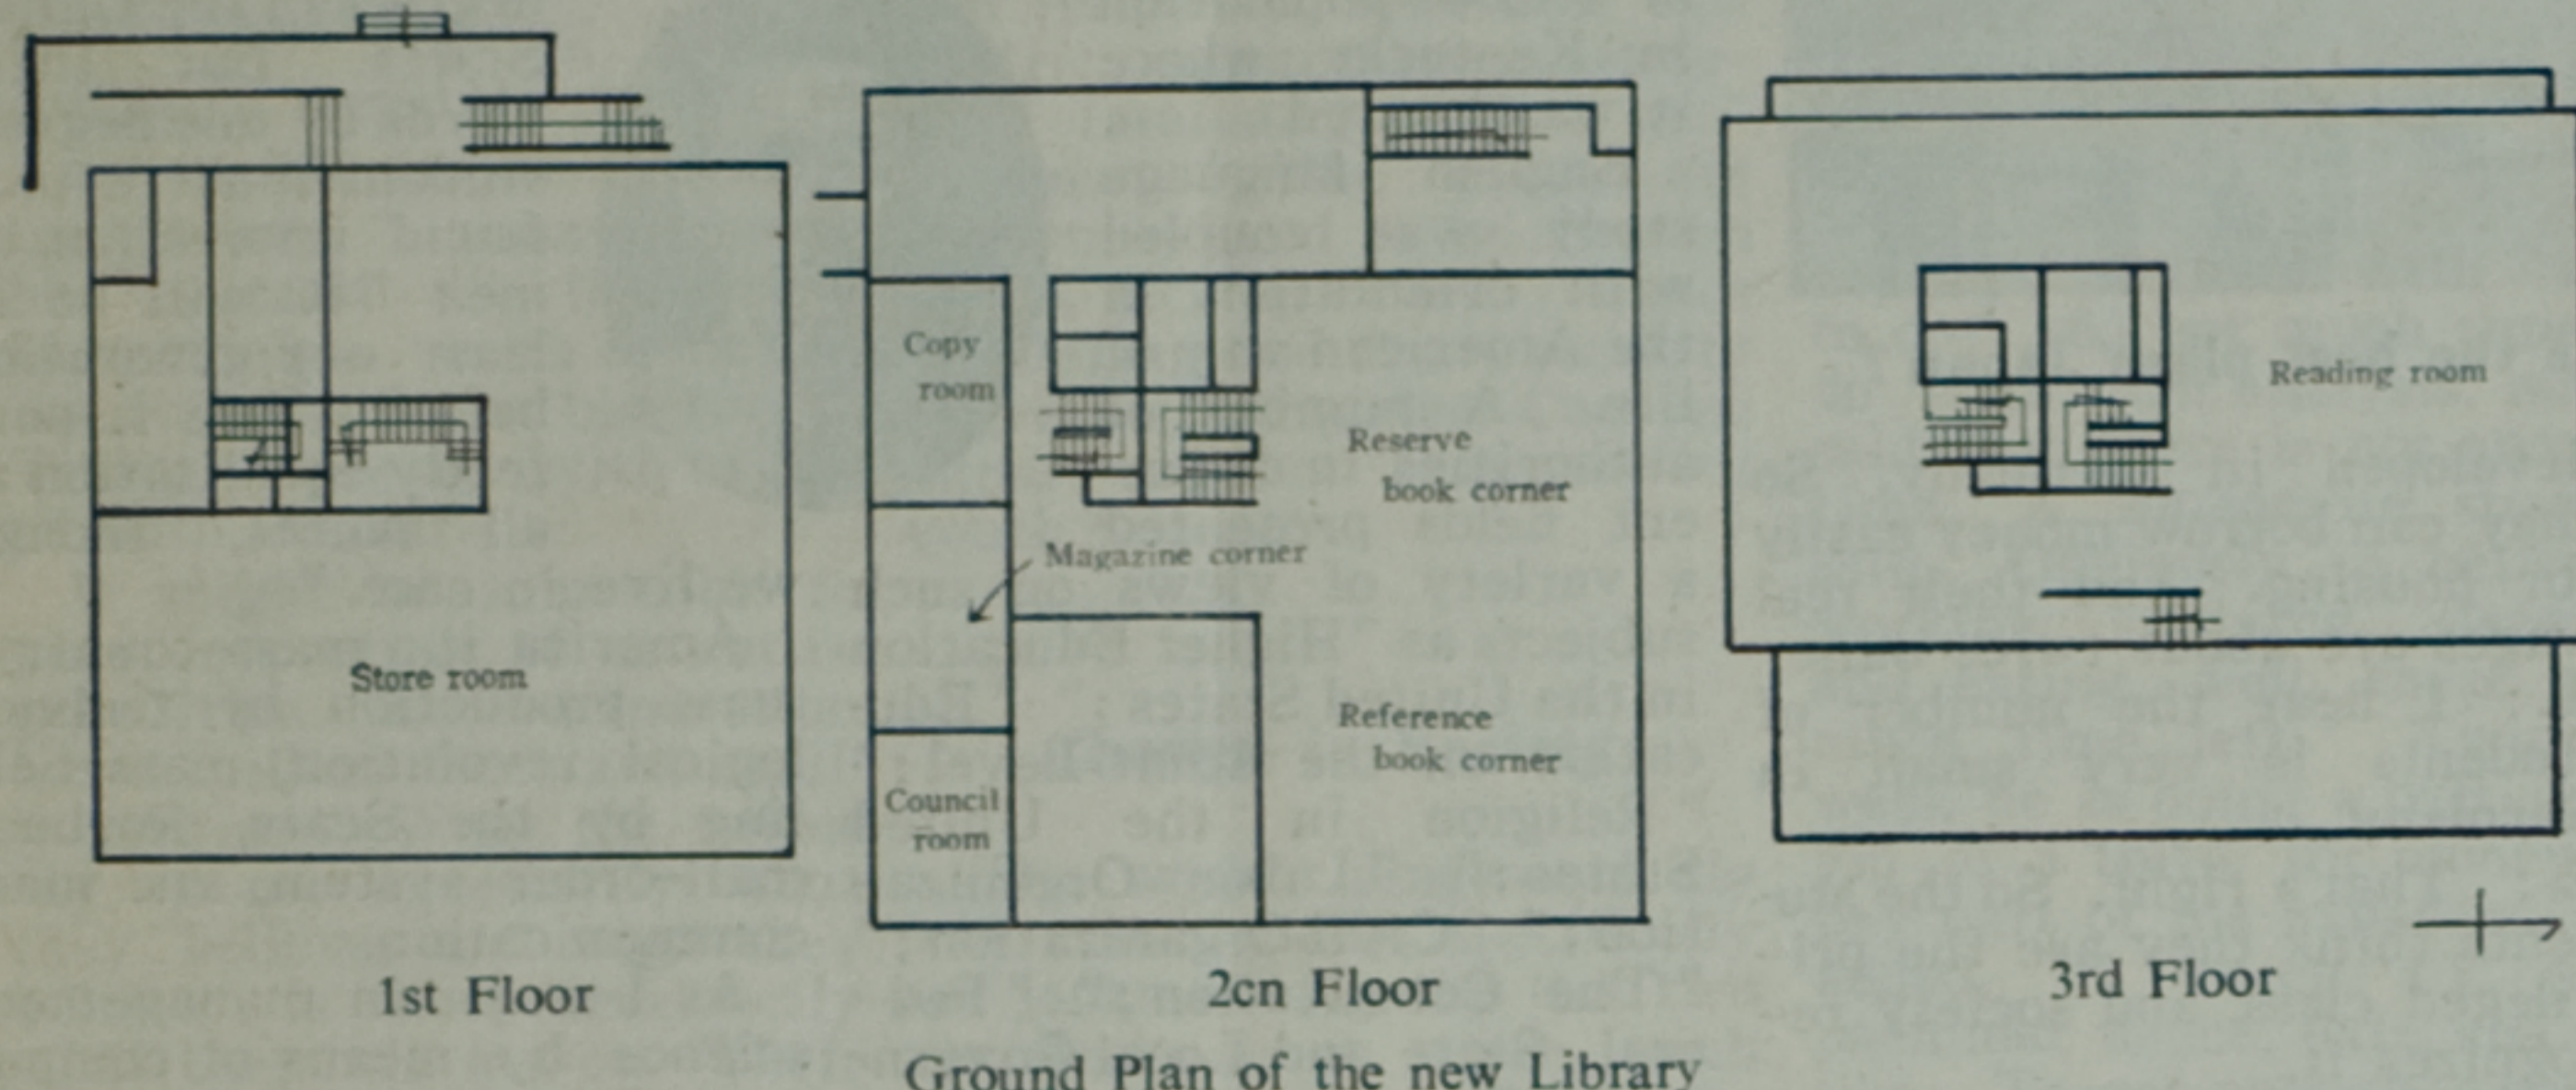 Store room
1st Floor
Copy
room
Reserve
book corner
Magazine corner
Reference
book corner
Council
room
2cn Floor
Reading room
3rd Floor
Ground Plan of the new Library